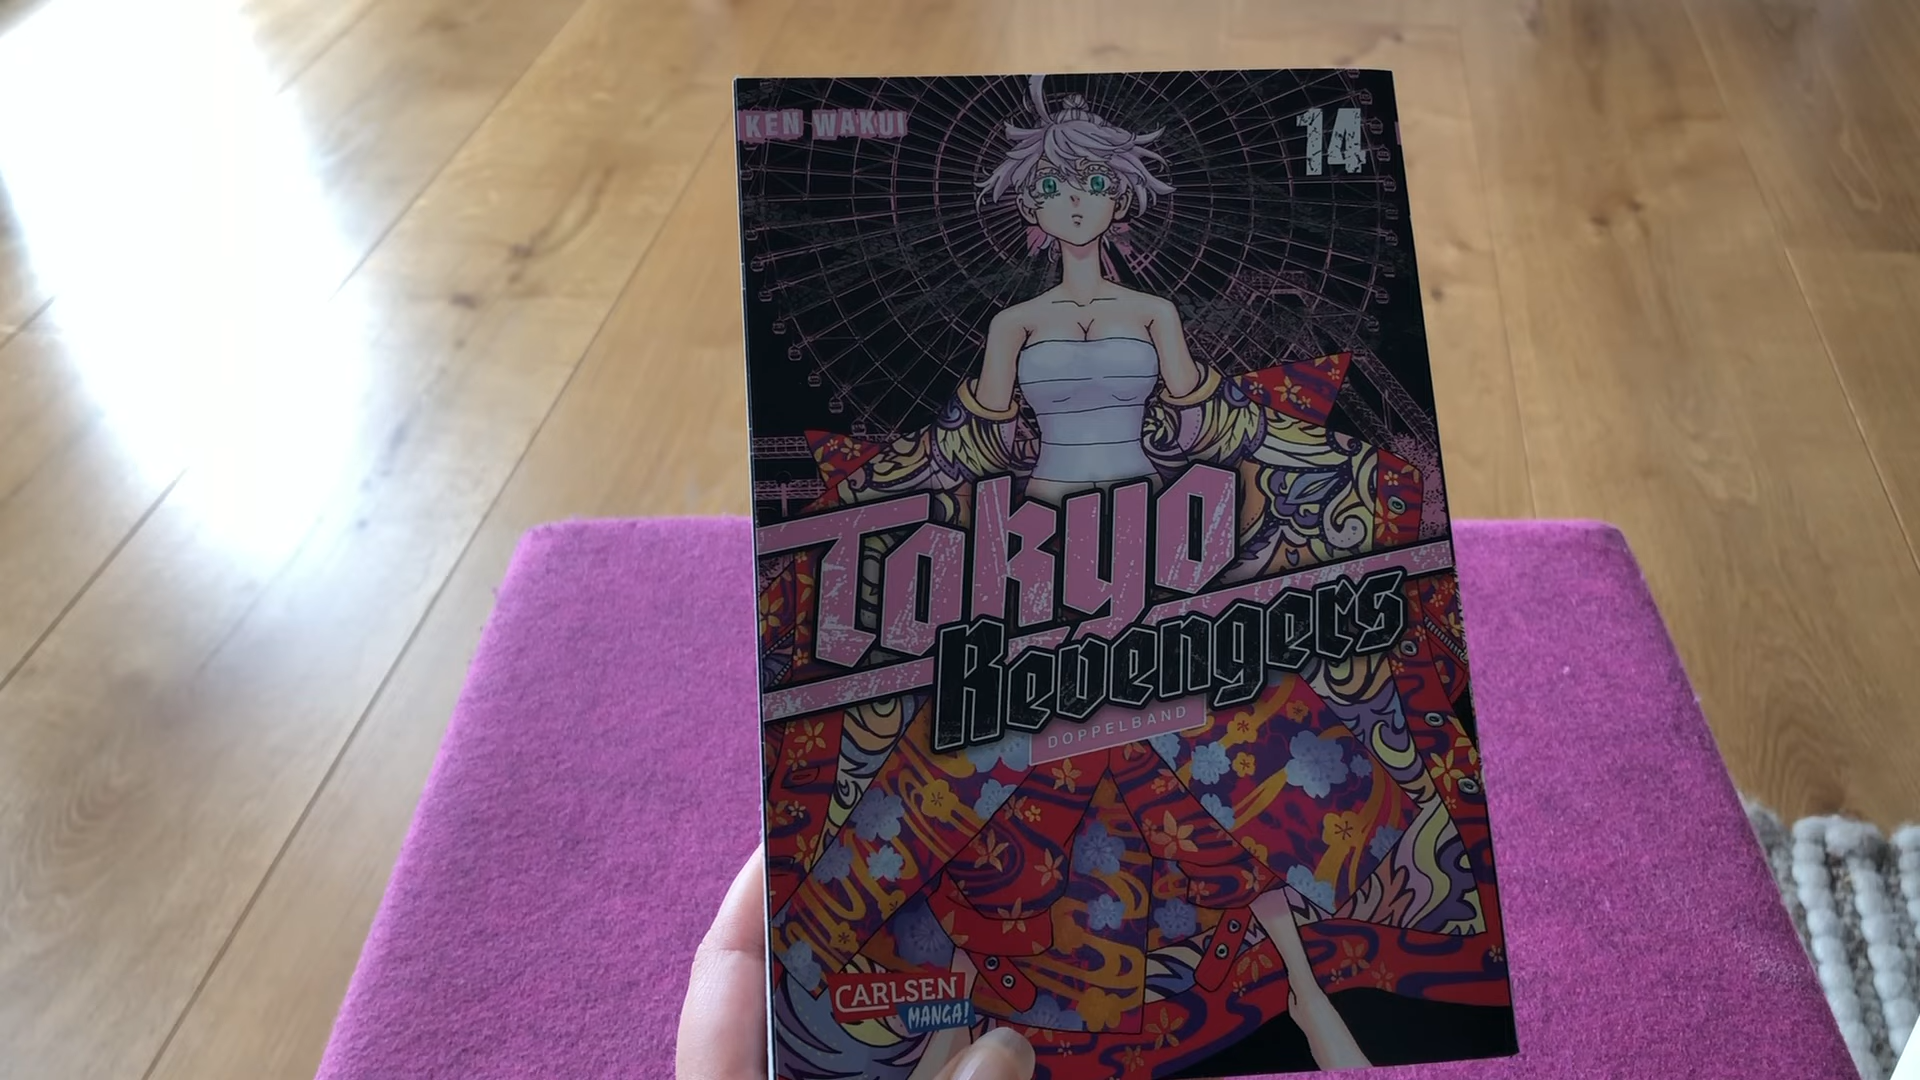 KEN WAKUI
14
Tokyo
Revengers
DOPPELBAND
CARLSEN
MANGA!